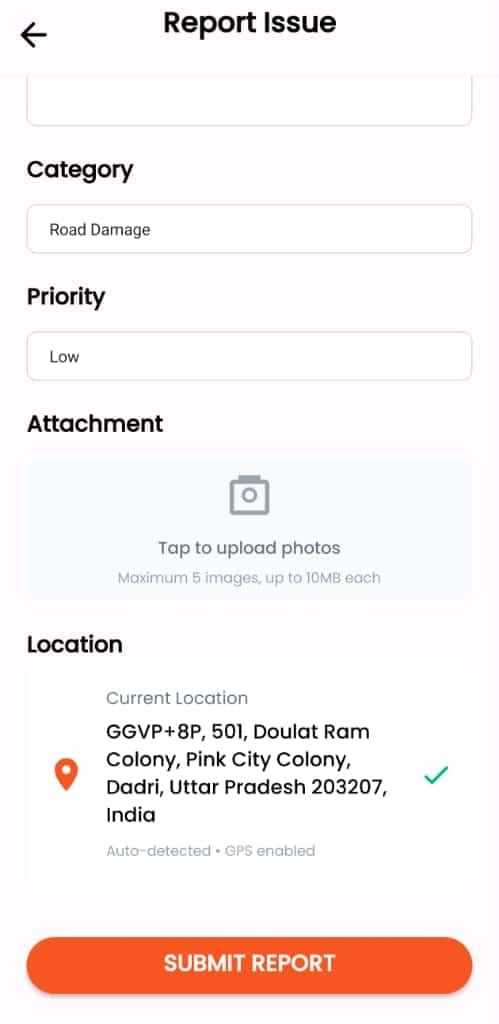 Report Issue
Category
Road Damage
Priority
Low
Attachment
Tap to upload photos
Maximum 5 images, up to 10MB each
Location
Current Location
GGVP+8P, 501, Doulat Ram
Colony, Pink City Colony,
Dadri, Uttar Pradesh 203207,
India
Auto-detected • GPS enabled
SUBMIT REPORT